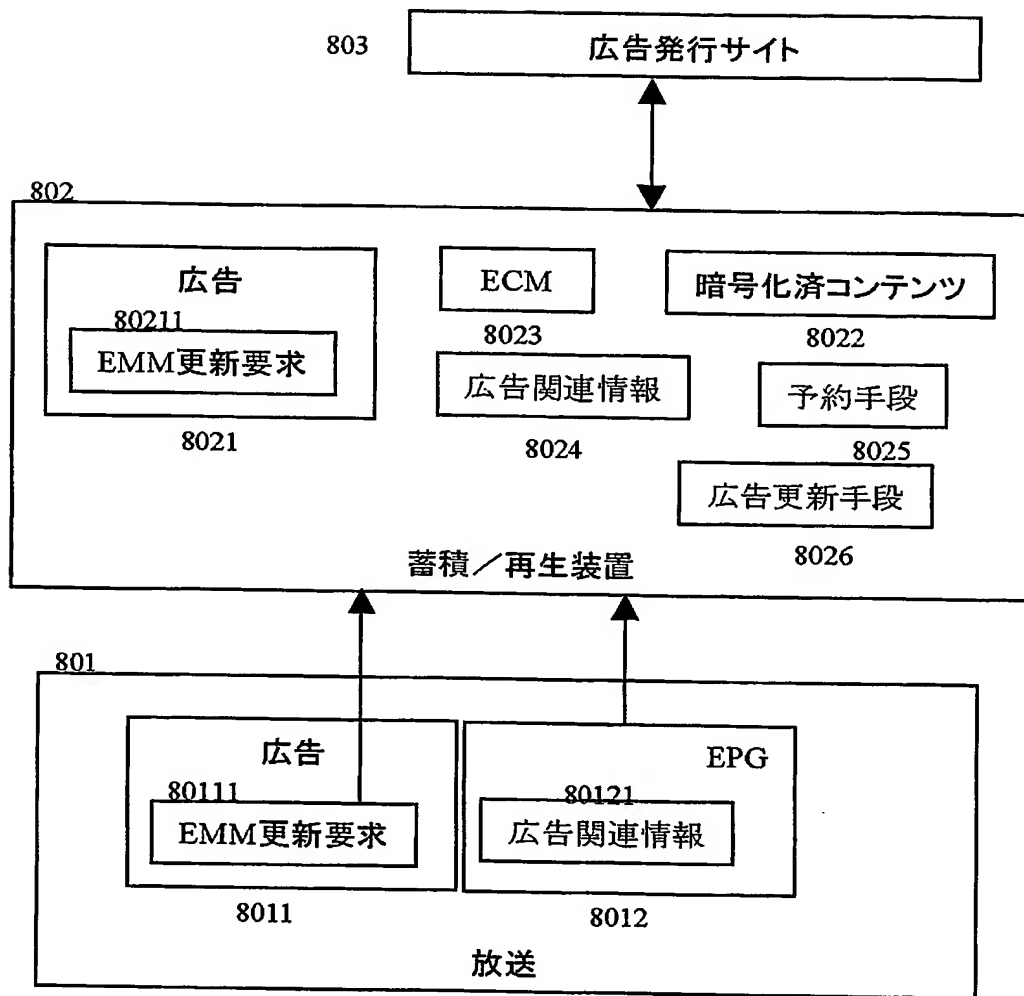 803
広告発行サイト
802
広告
80211
EMM更新要求
8021
ECM
8023
暗号化済コンテンツ
8022
広告関連情報
8024
予約手段
8025
広告更新手段
8026
蓄積／再生装置
801
広告
80111
EMM更新要求
8011
EPG
80121
広告関連情報
8012
放送